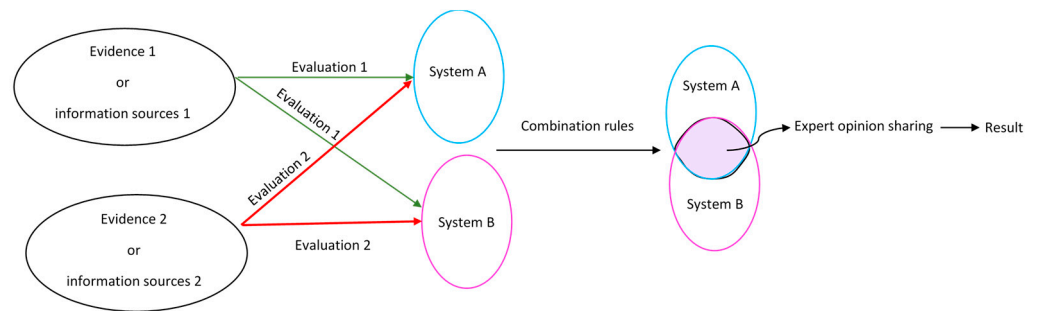 Evidence 1
or
information sources 1
Evaluation 1
System A
Evaluation 1
Evaluation 2
Evidence 2
or
information sources 2
System B
Evaluation 2
Combination rules
System A
Expert opinion sharing
Result
System B